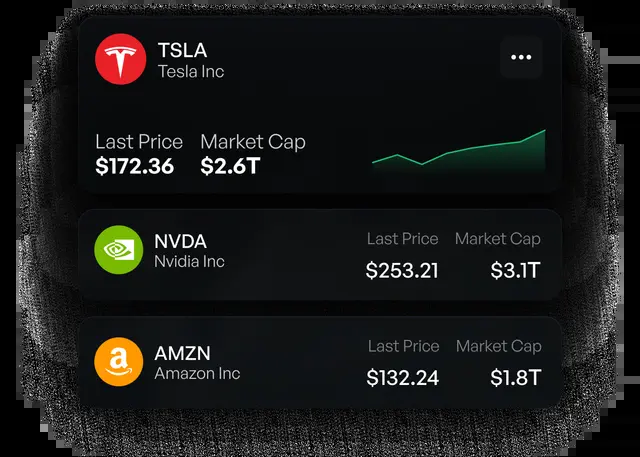 TSLA
Tesla Inc
Last Price Market Cap
$172.36 $2.6T
NVDA
Nvidia Inc
Last Price Market Cap
$253.21 $3.1T
AMZN
Amazon Inc
Last Price Market Cap
$132.24 $1.8T